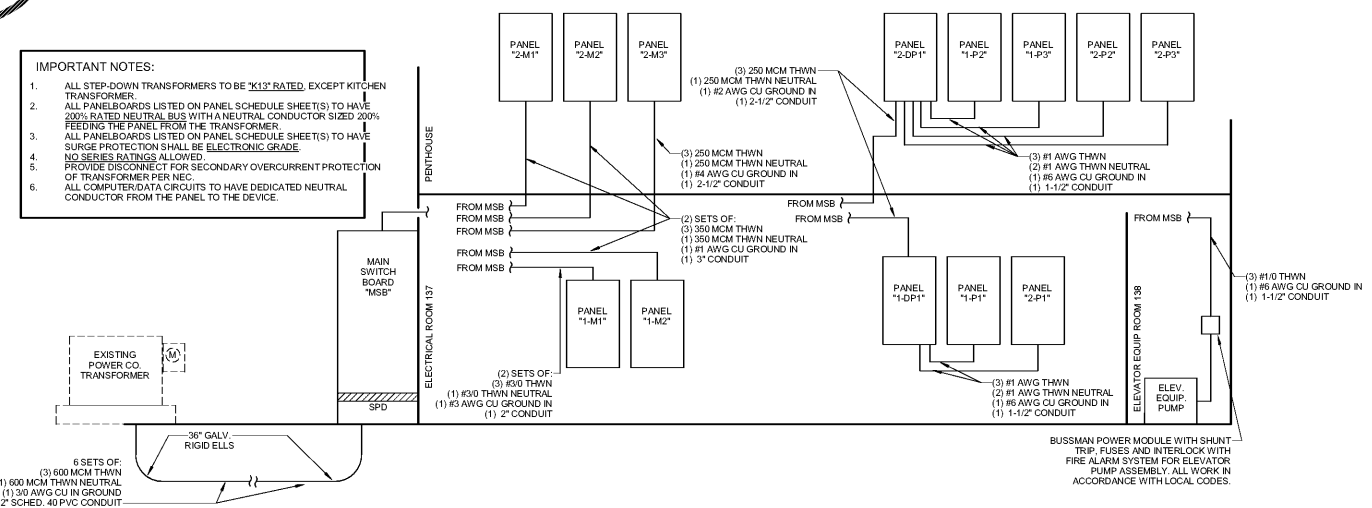 IMPORTANT NOTES:
1. ALL STEP-DOWN TRANSFORMERS TO BE "K13" RATED, EXCEPT KITCHEN
TRANSFORMER.
2. ALL PANELBOARDS LISTED ON PANEL SCHEDULE SHEET(S) TO HAVE
200% RATED NEUTRAL BUS WITH A NEUTRAL CONDUCTOR SIZED 200%
FEEDING THE PANEL FROM THE TRANSFORMER.
3. ALL PANELBOARDS LISTED ON PANEL SCHEDULE SHEET(S) TO HAVE
SURGE PROTECTION SHALL BE ELECTRONIC GRADE.
4. NO SERIES RATINGS ALLOWED.
5. PROVIDE DISCONNECT FOR SECONDARY OVERCURRENT PROTECTION
OF TRANSFORMER PER NEC.
6. ALL COMPUTER/DATA CIRCUITS TO HAVE DEDICATED NEUTRAL
CONDUCTOR FROM THE PANEL TO THE DEVICE.
PENTHOUSE
PANEL
"2-M1"
PANEL
"2-M2"
PANEL
"2-M3"
(3) 250 MCM THWN
(1) 250 MCM THWN NEUTRAL
(1) #4 AWG CU GROUND IN
(1) 2-1/2" CONDUIT
(3) 250 MCM THWN
(1) 250 MCM THWN NEUTRAL
(1) #2 AWG CU GROUND IN
(1) 2-1/2" CONDUIT
PANEL
"2-DP1"
PANEL
"1-P2"
PANEL
"1-P3"
PANEL
"2-P2"
PANEL
"2-P3"
(3) #1 AWG THWN
(2) #1 AWG THWN NEUTRAL
(1) #6 AWG CU GROUND IN
(1) 1-1/2" CONDUIT
FROM MSB
FROM MSB
FROM MSB
FROM MSB
FROM MSB
(2) SETS OF:
(3) 350 MCM THWN
(1) 350 MCM THWN NEUTRAL
(1) #1 AWG CU GROUND IN
(1) 3" CONDUIT
FROM MSB
FROM MSB
FROM MSB
MAIN
SWITCH
BOARD
"MSB"
SPD
ELECTRICAL ROOM 137
PANEL
"1-M1"
PANEL
"1-M2"
(2) SETS OF:
(3) #3/0 THWN
(1) #3/0 THWN NEUTRAL
(1) #3 AWG CU GROUND IN
(1) 2" CONDUIT
PANEL
"1-DP1"
PANEL
"1-P1"
PANEL
"2-P1"
(3) #1 AWG THWN
(2) #1 AWG THWN NEUTRAL
(1) #6 AWG CU GROUND IN
(1) 1-1/2" CONDUIT
ELEVATOR EQUIP ROOM 138
(3) #1/0 THWN
(1) #6 AWG CU GROUND IN
(1) 1-1/2" CONDUIT
ELEV.
EQUIP.
PUMP
BUSSMAN POWER MODULE WITH SHUNT
TRIP, FUSES AND INTERLOCK WITH
FIRE ALARM SYSTEM FOR ELEVATOR
PUMP ASSEMBLY. ALL WORK IN
ACCORDANCE WITH LOCAL CODES.
EXISTING
POWER CO.
TRANSFORMER
M
36" GALV.
RIGID ELLS
6 SETS OF:
(3) 600 MCM THWN
1) 600 MCM THWN NEUTRAL
(1) 3/0 AWG CU IN GROUND
2" SCHED. 40 PVC CONDUIT